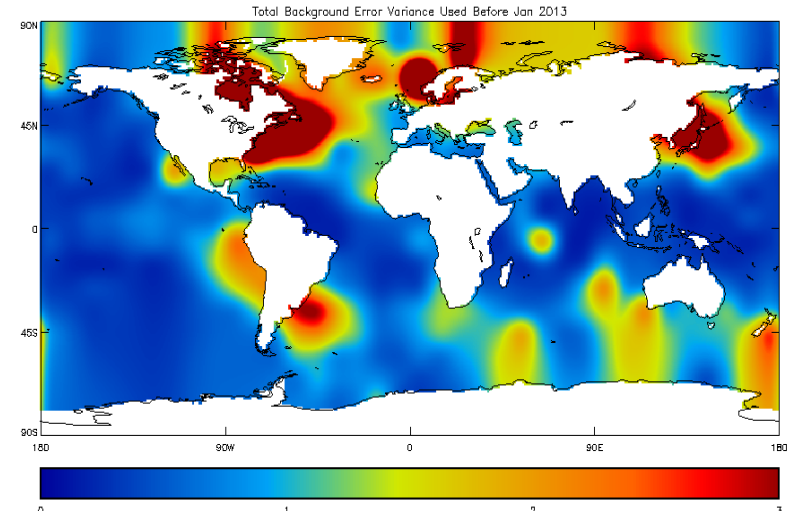 Total Background Error Variance Used Before Jan 2013
90N
45N
0
45S
90S
180 90W 0 90E 180
0 1 2 3